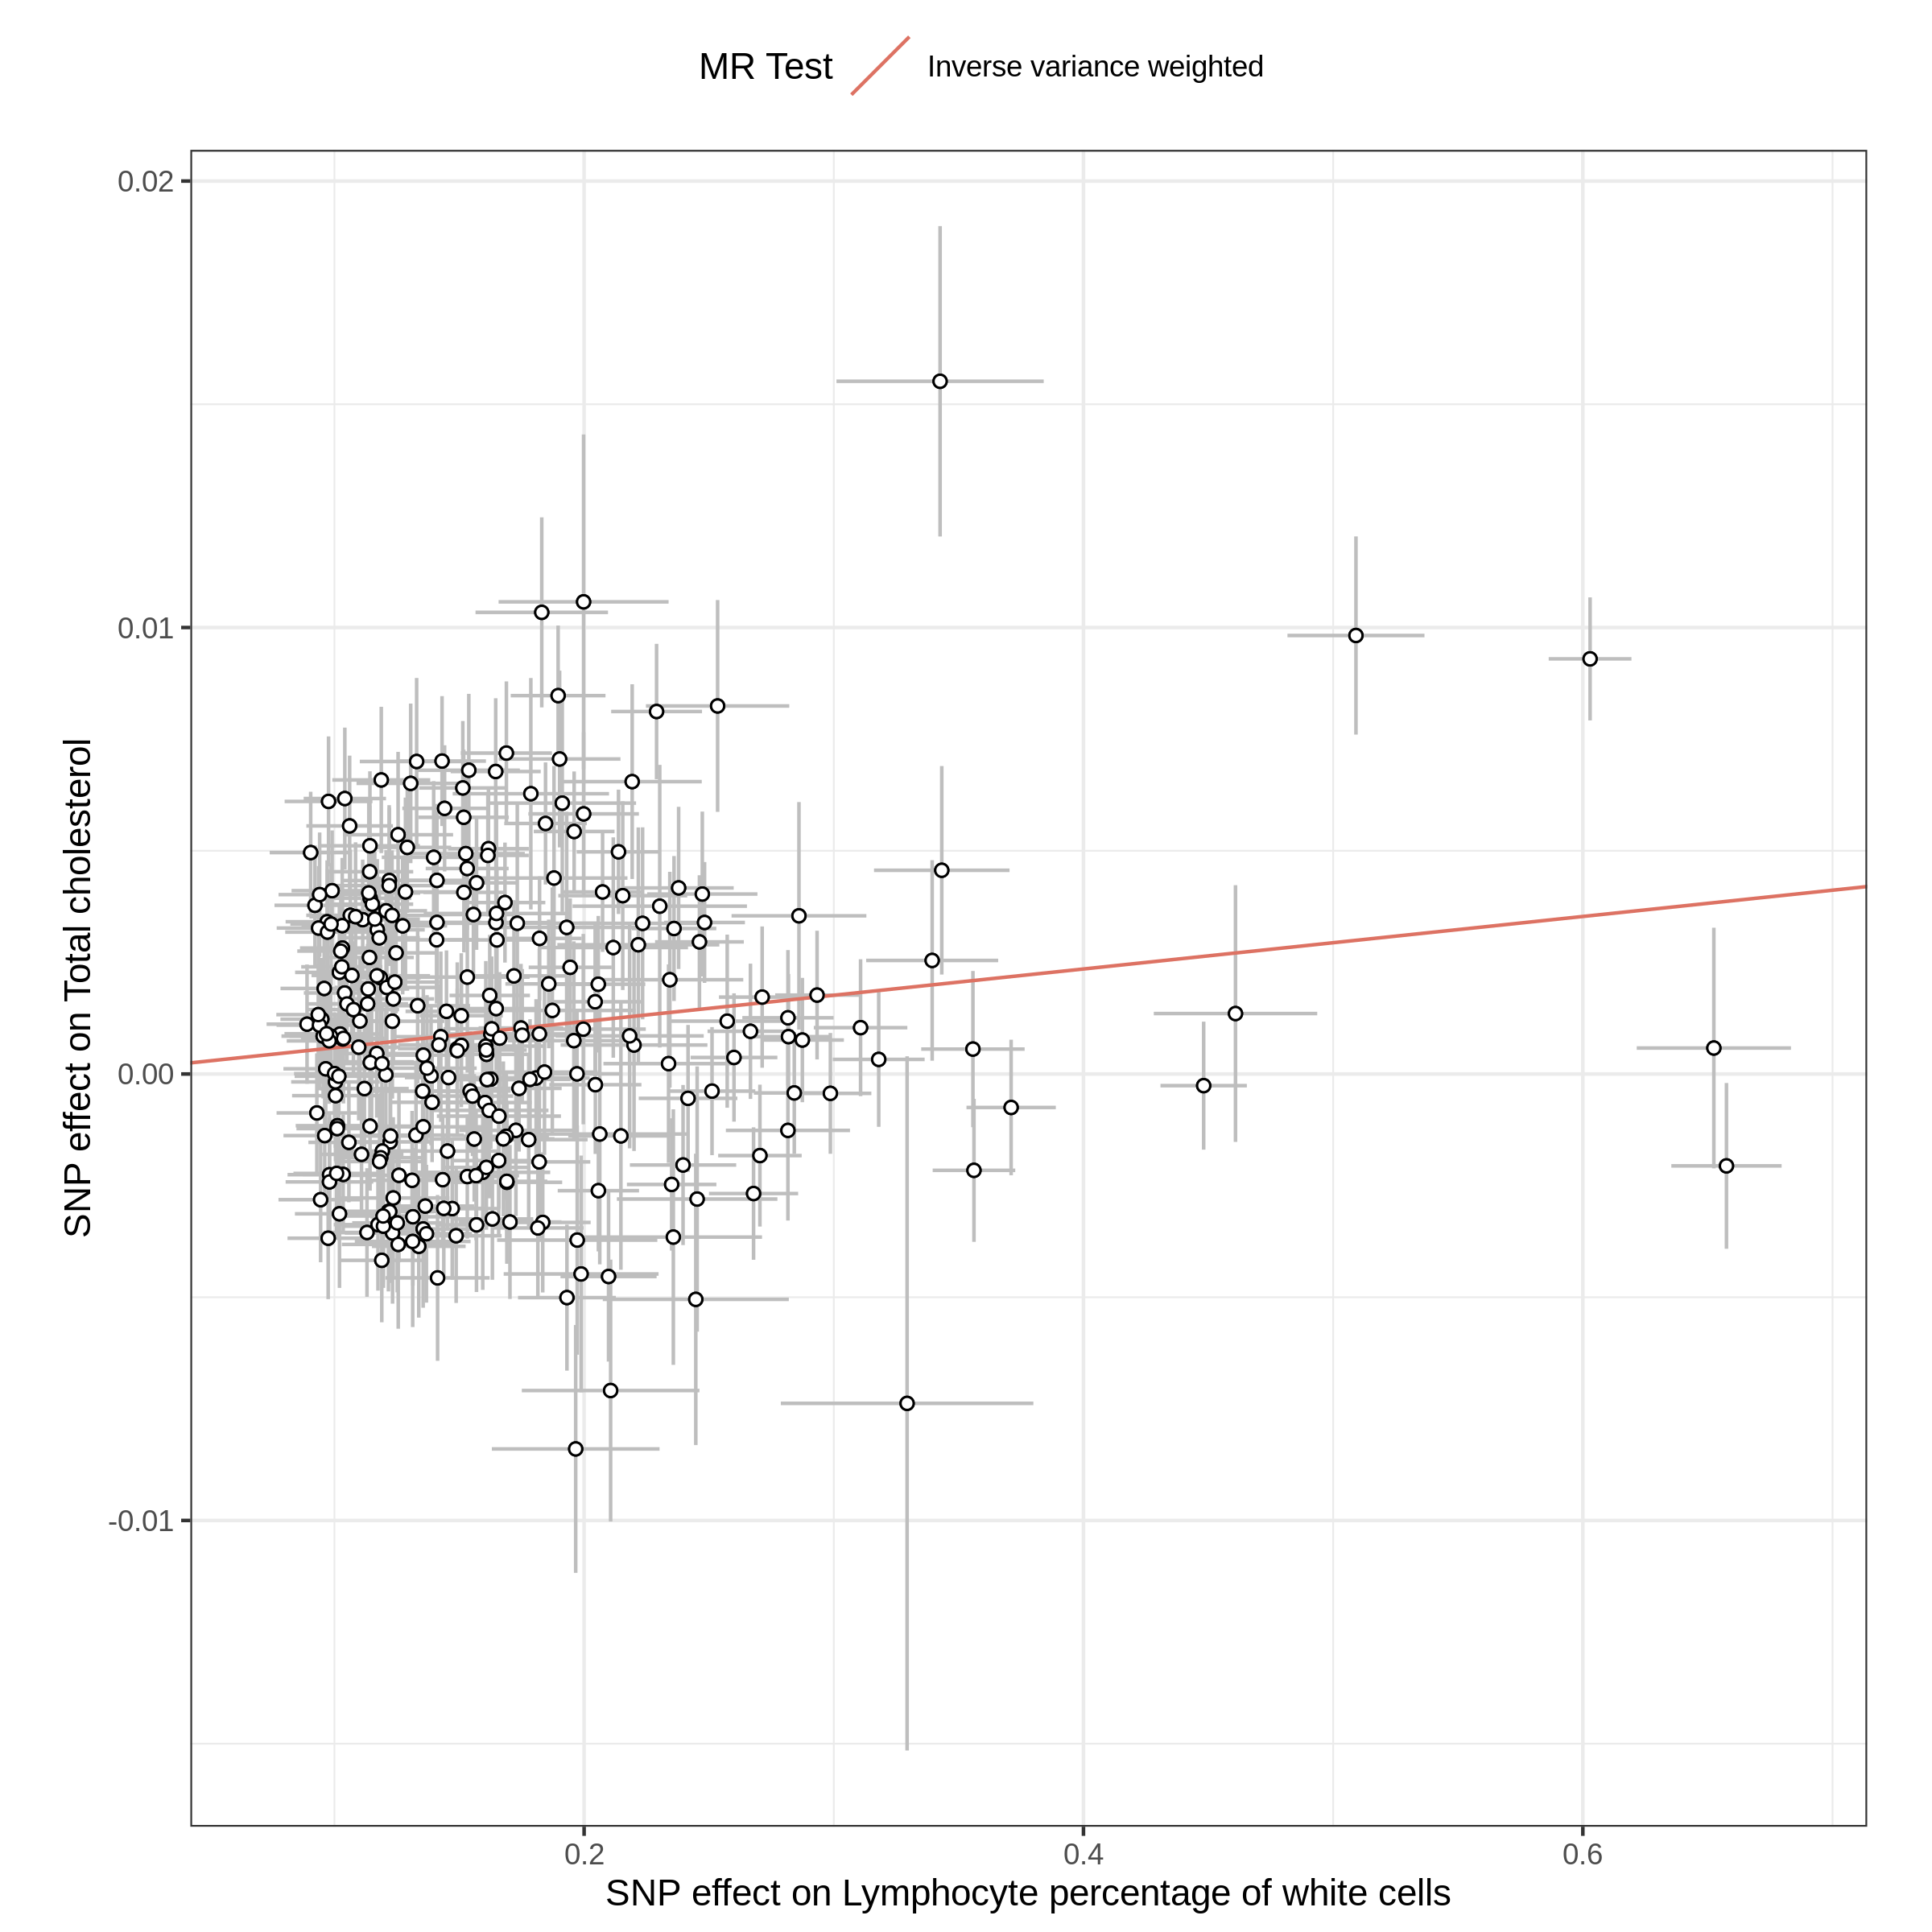 MR Test
Inverse variance weighted
0.02
0.01
0.00
-0.01
SNP effect on Total cholesterol
0.2
0.4
0.6
SNP effect on Lymphocyte percentage of white cells